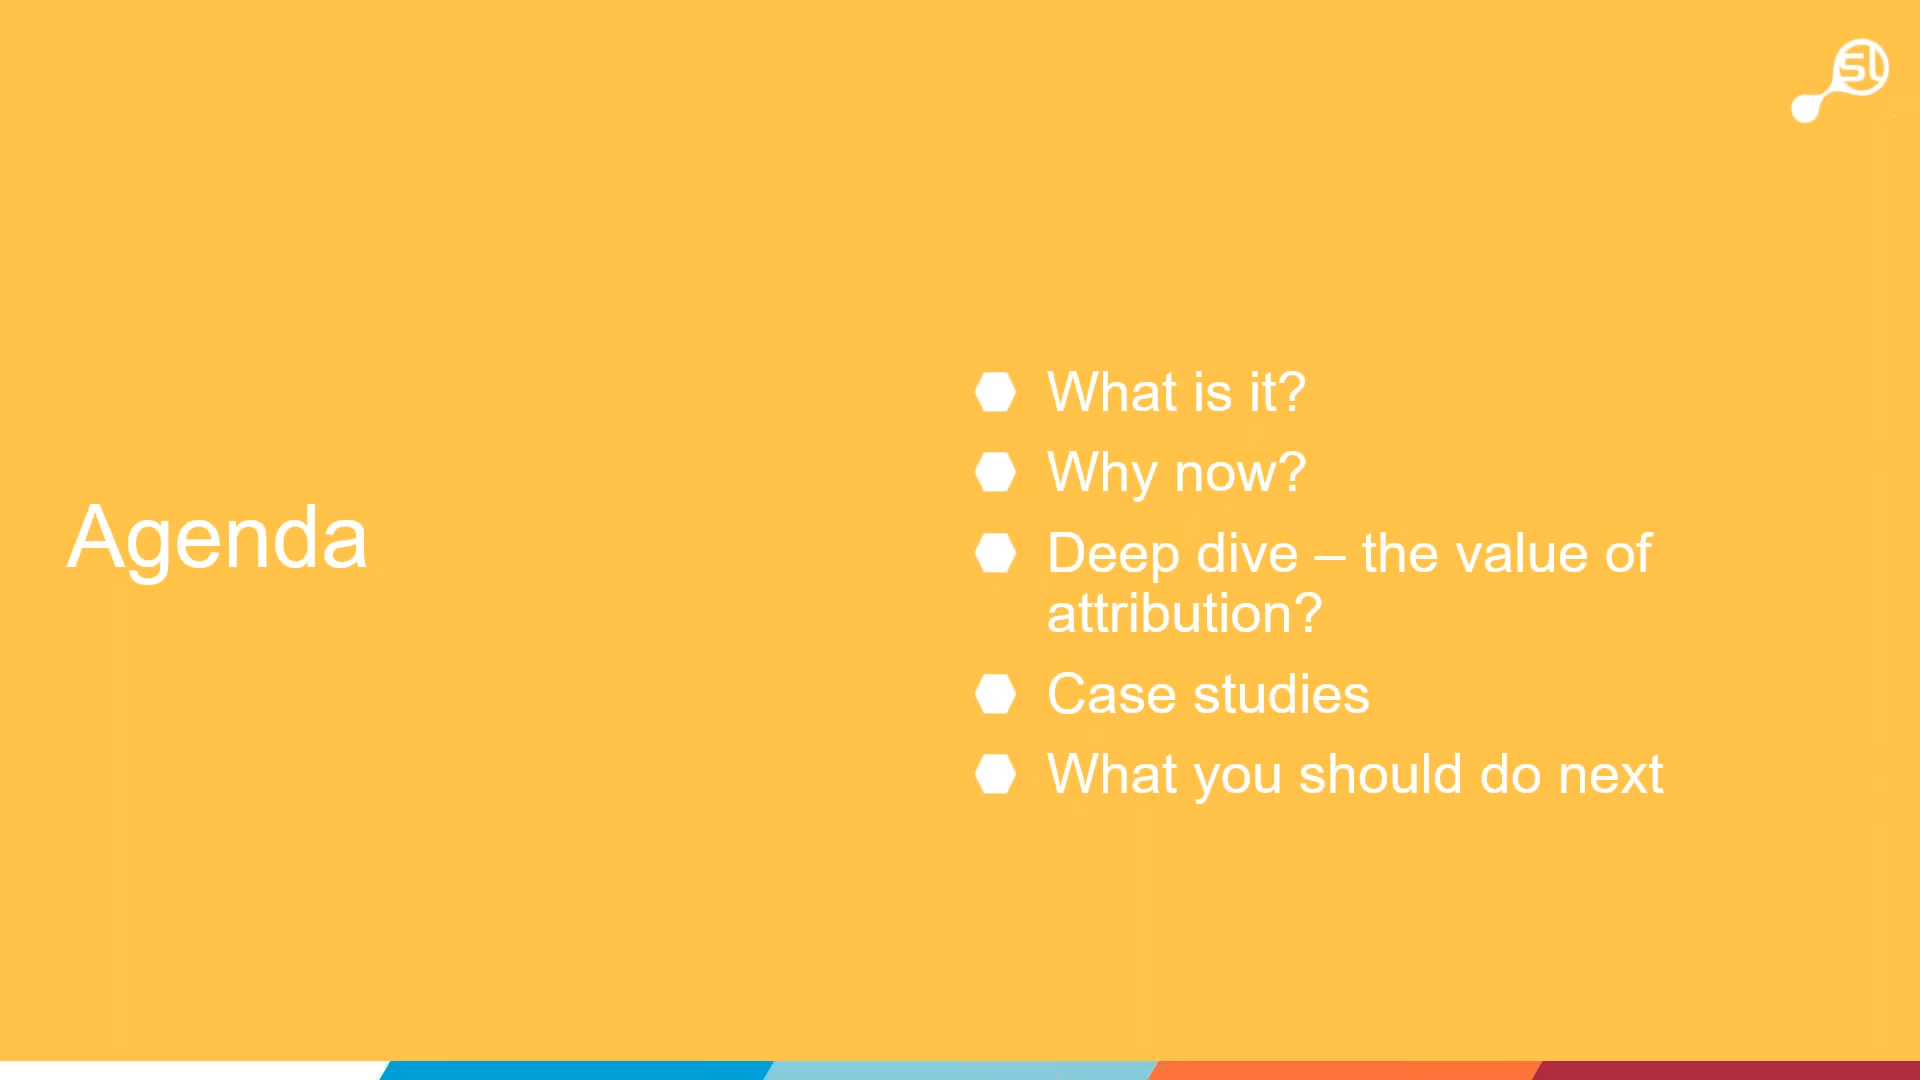 SL
Agenda
What is it?
Why now?
Deep dive – the value of
attribution?
Case studies
What you should do next